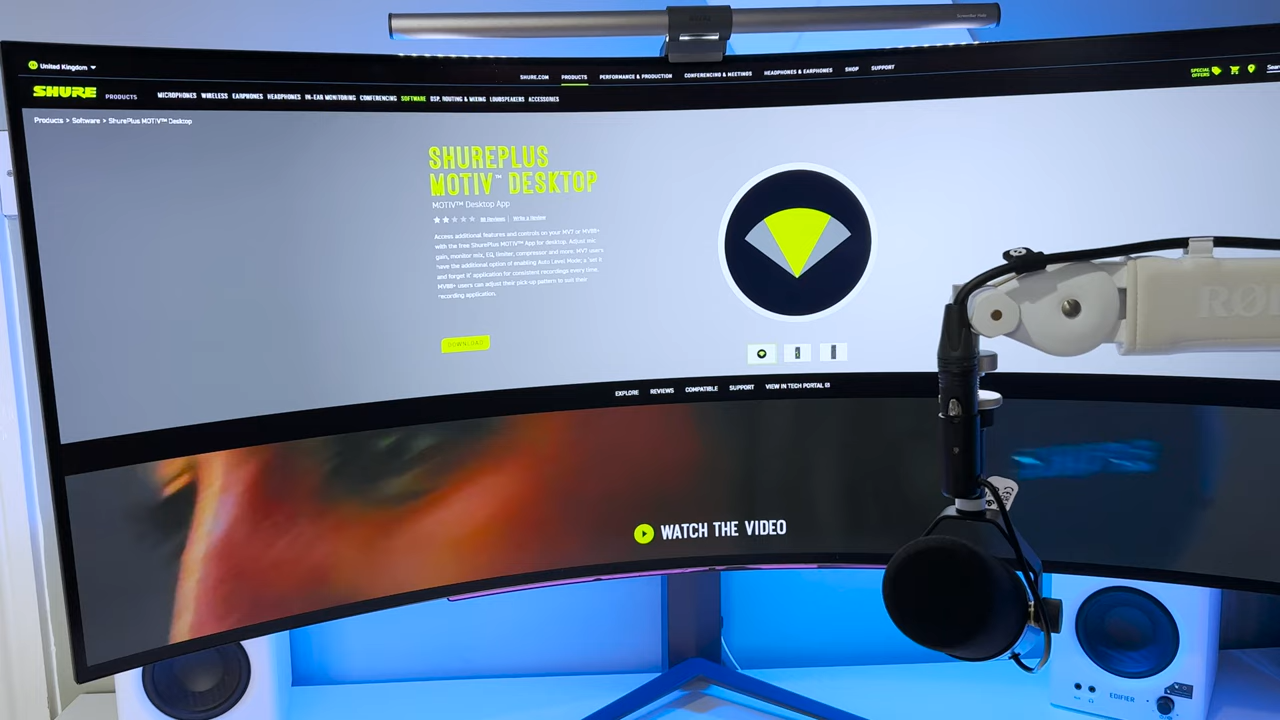 United Kingdom
SHURE.COM PRODUCTS PERFORMANCE & PRODUCTION CONFERENCING & MEETINGS HEADPHONES & EARPHONES SHOP SUPPORT
SPECIAL OFFERS
SHURE PRODUCTS MICROPHONES WIRELESS EARPHONES HEADPHONES IN-EAR MONITORING CONFERENCING SOFTWARE DSP, ROUTING & MIXING LOUDSPEAKERS ACCESSORIES
Products > Software > ShurePlus MOTIV™ Desktop
SHUREPLUS
MOTIV™ DESKTOP
MOTIV™ Desktop App
Reviews | Write a Review
Access additional features and controls on your MV7 or MV88+
with the free ShurePlus MOTIV™ App for desktop. Adjust mic
gain, monitor mix, EQ, limiter, compressor and more. MV7 users
have the additional option of enabling Auto Level Mode; a 'set it
and forget it' application for consistent recordings every time.
MV88+ users can adjust their pick-up pattern to suit their
recording application.
DOWNLOAD
EXPLORE REVIEWS COMPATIBLE SUPPORT VIEW IN TECH PORTAL
WATCH THE VIDEO
RØD
EDIFIER